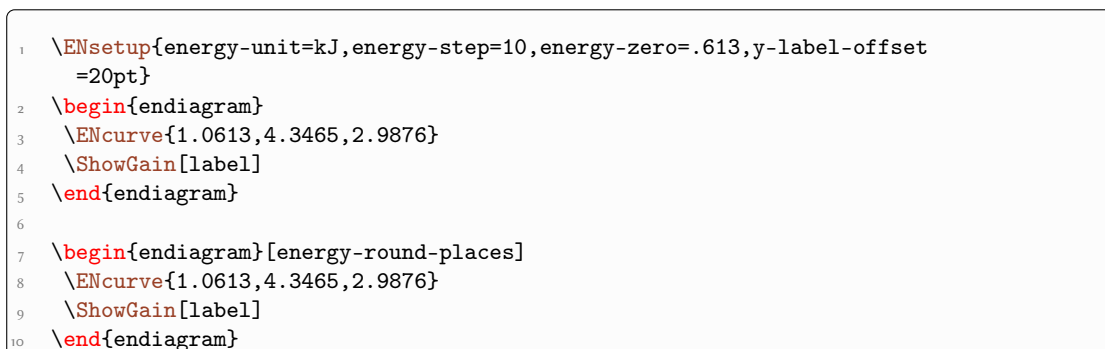 1 \ENsetup{energy-unit=kJ,energy-step=10,energy-zero=.613,y-label-offset
=20pt}
2 \begin{endiagram}
3 \ENcurve{1.0613,4.3465,2.9876}
4 \ShowGain[label]
5 \end{endiagram}
6
7 \begin{endiagram}[energy-round-places]
8 \ENcurve{1.0613,4.3465,2.9876}
9 \ShowGain[label]
10 \end{endiagram}